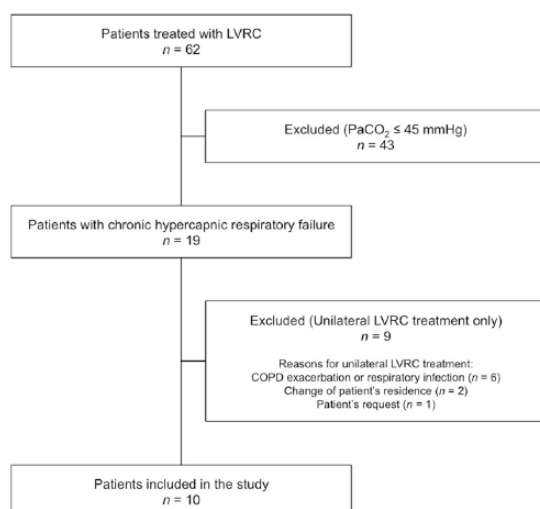 Patients treated with LVRC
n = 62
Excluded (PaCO₂ ≤ 45 mmHg)
n = 43
Patients with chronic hypercapnic respiratory failure
n = 19
Excluded (Unilateral LVRC treatment only)
n = 9
Reasons for unilateral LVRC treatment:
COPD exacerbation or respiratory infection (n = 6)
Change of patient's residence (n = 2)
Patient's request (n = 1)
Patients included in the study
n = 10